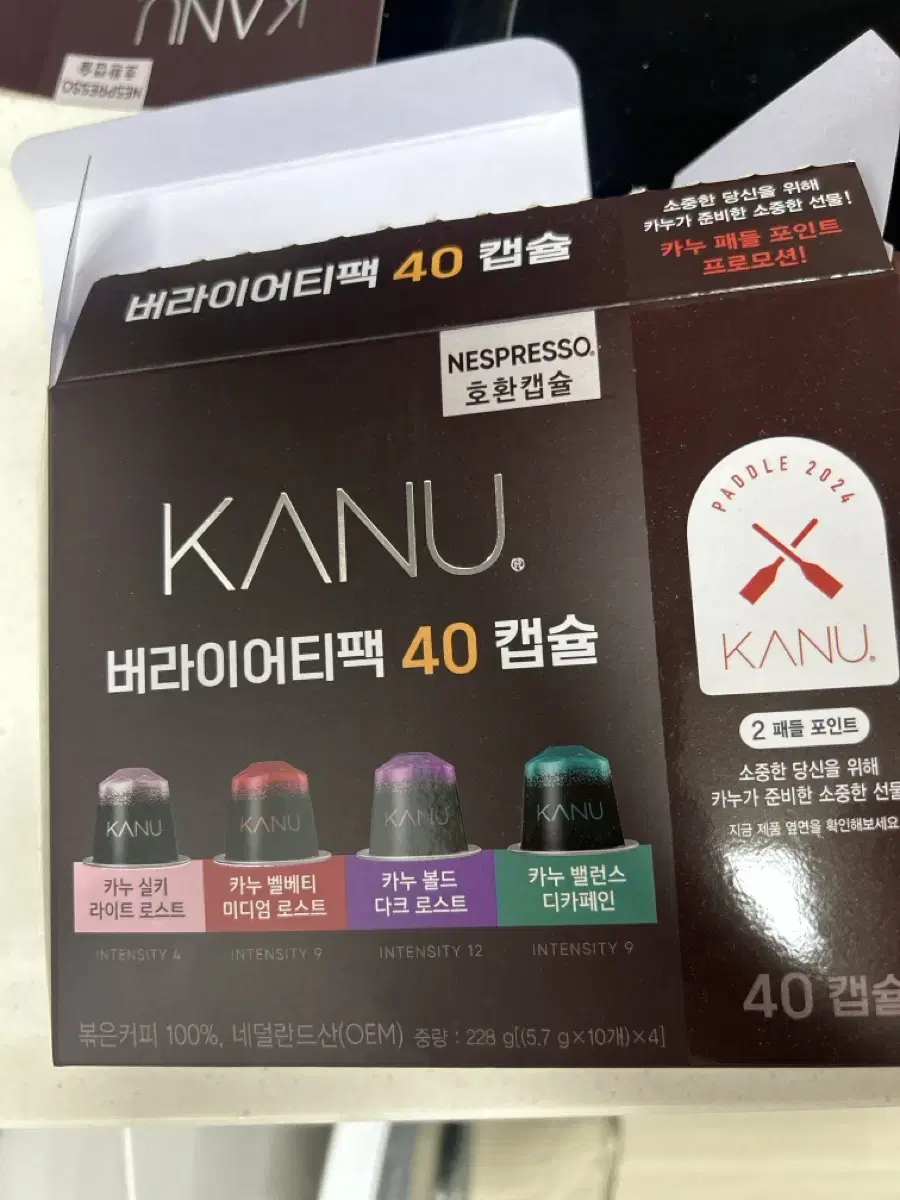 KANU
NESPRESSO
호환캡슐
버라이어티팩 40 캡슐
소중한 당신을 위해
카누가 준비한 소중한 선물!
카누 패들 포인트
프로모션!
NESPRESSO®
호환캡슐
KANU®
버라이어티팩 40 캡슐
KANU
KANU
KANU
KANU
카누 실키
라이트 로스트
카누 벨베티
미디엄 로스트
카누 볼드
다크 로스트
카누 밸런스
디카페인
INTENSITY 4
INTENSITY 9
INTENSITY 12
INTENSITY 9
볶은커피 100%, 네덜란드산(OEM) 중량 : 228 g[(5.7 g×10개)×4]
PADDLE 2024
KANU®
2 패들 포인트
소중한 당신을 위해
카누가 준비한 소중한 선물
지금 제품 옆면을 확인해보세요
40 캡슐